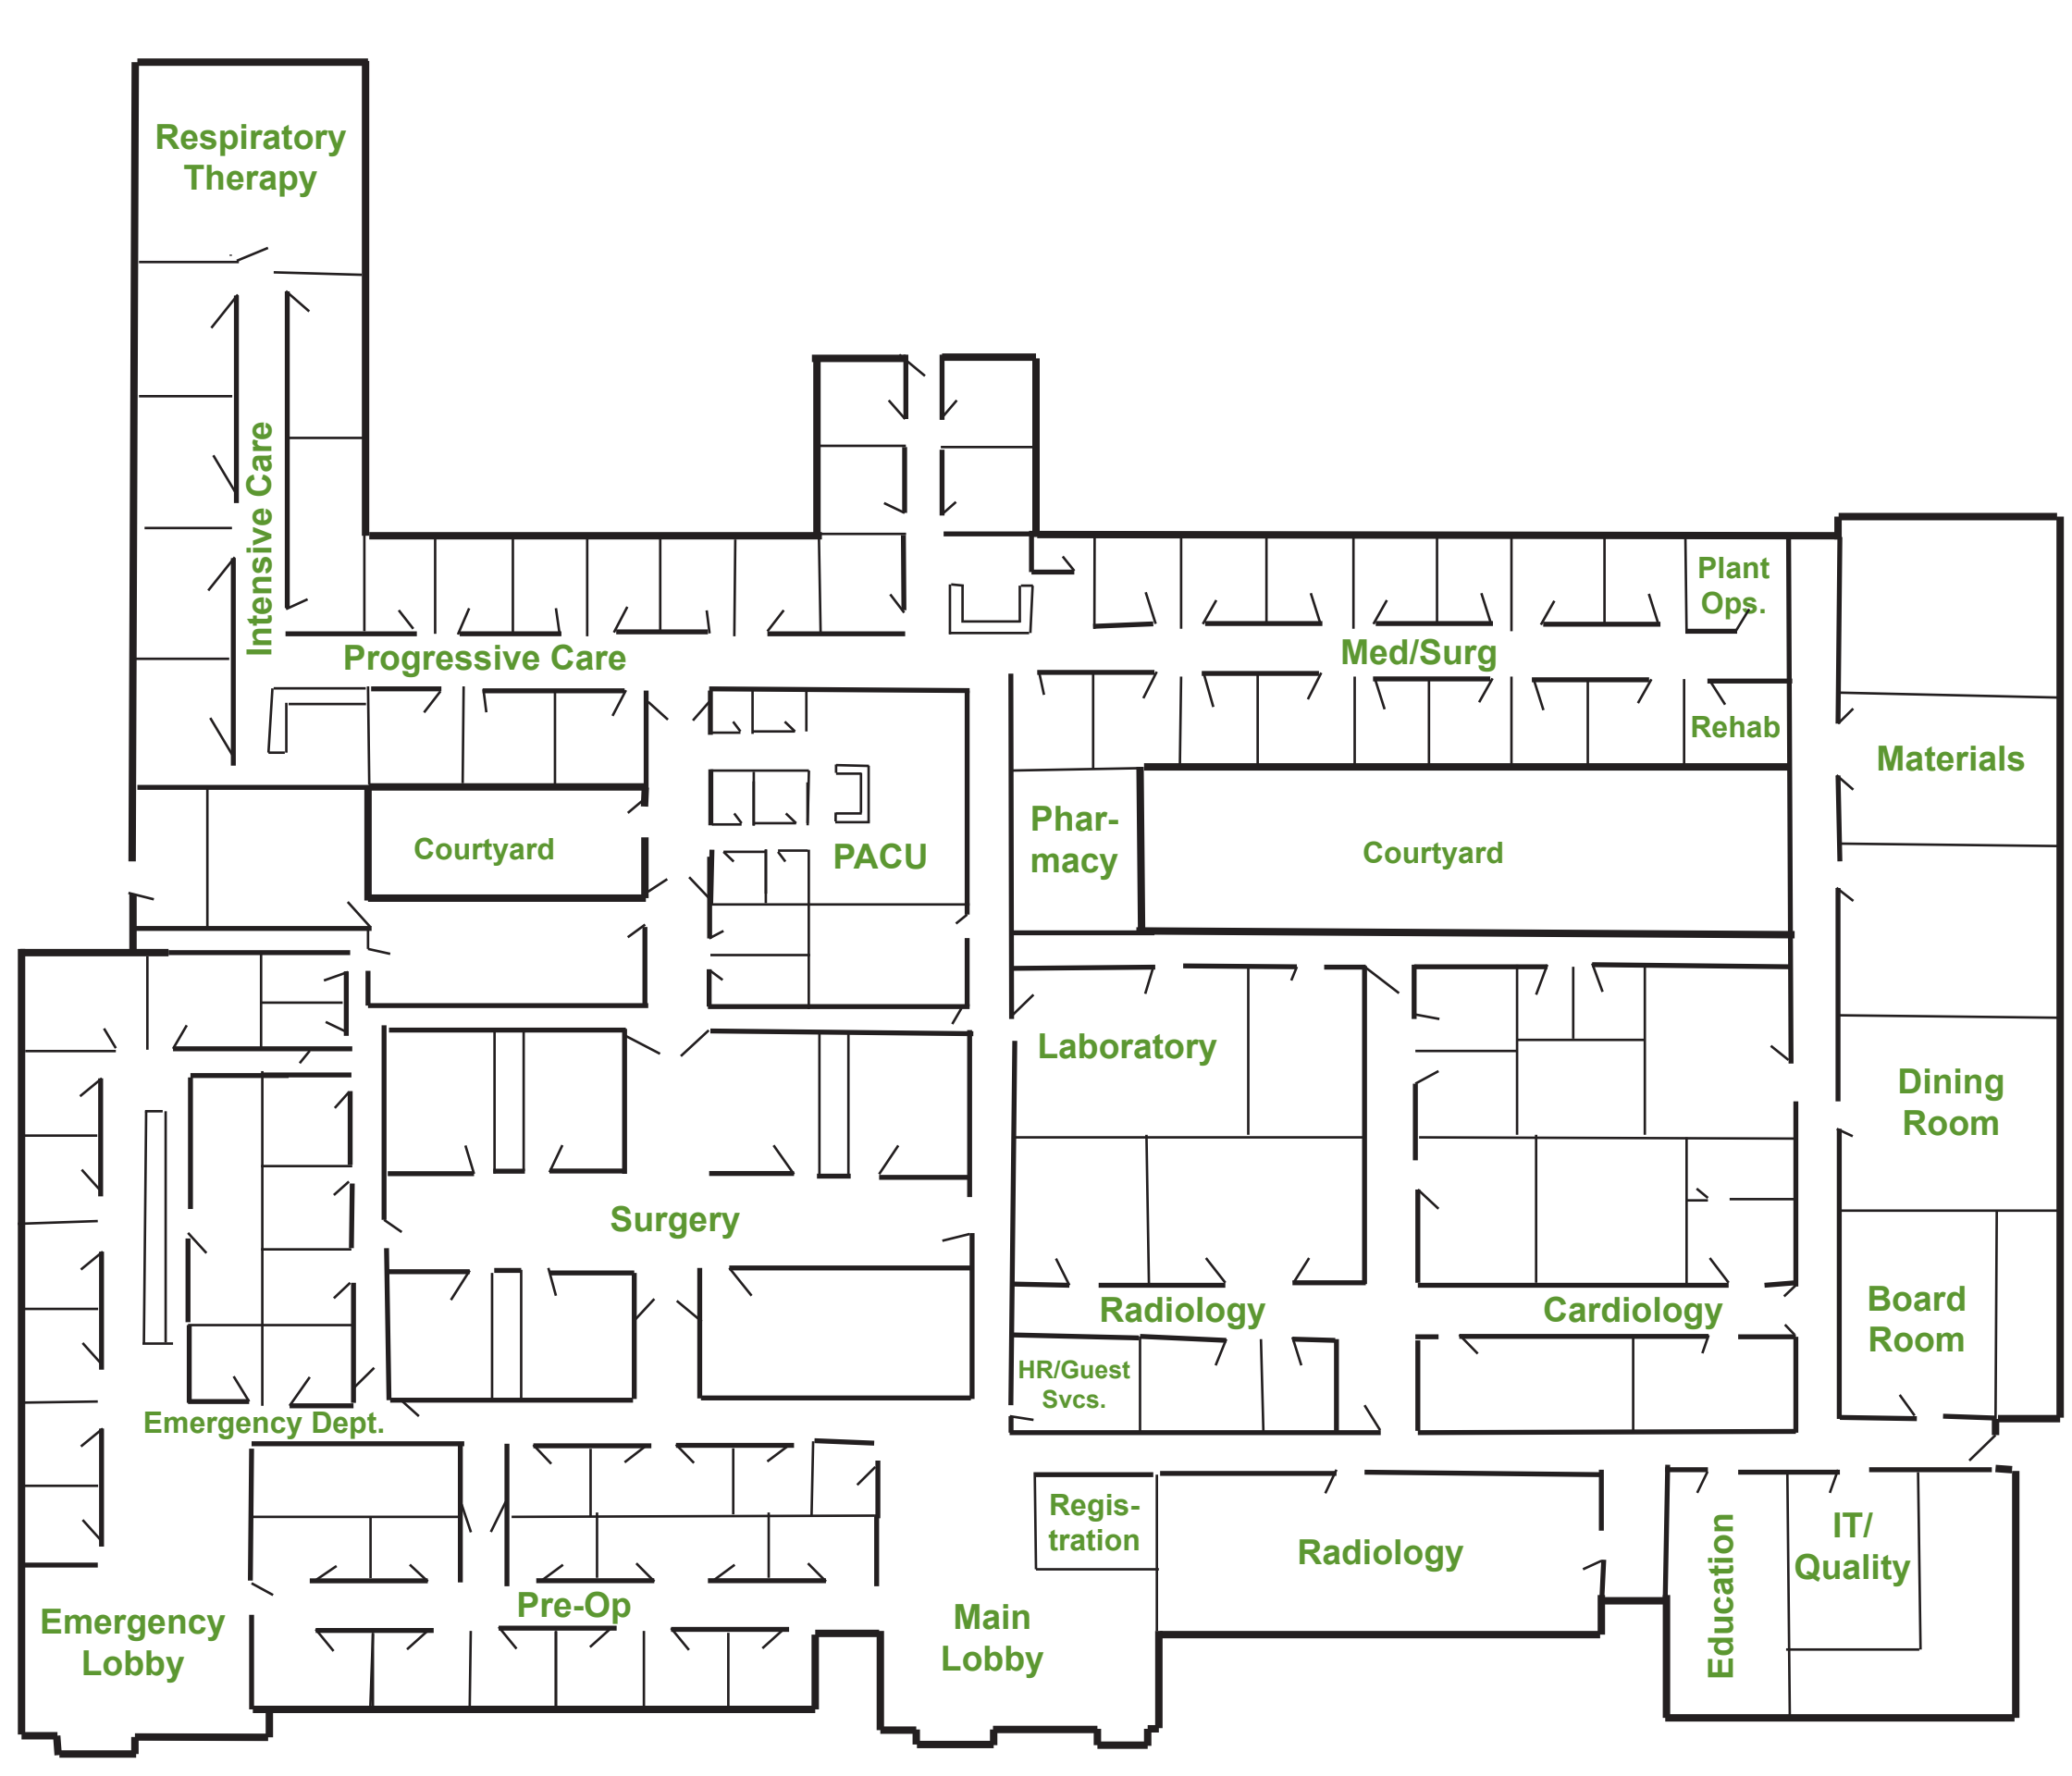 Respiratory
Therapy
Intensive Care
Progressive Care
Plant
Ops.
Med/Surg
Rehab
Materials
Courtyard
PACU
Phar-
macy
Courtyard
Laboratory
Dining
Room
Surgery
Radiology
Cardiology
Board
Room
HR/Guest
Svcs.
Emergency Dept.
Regis-
tration
Radiology
Education
IT/
Quality
Emergency
Lobby
Pre-Op
Main
Lobby